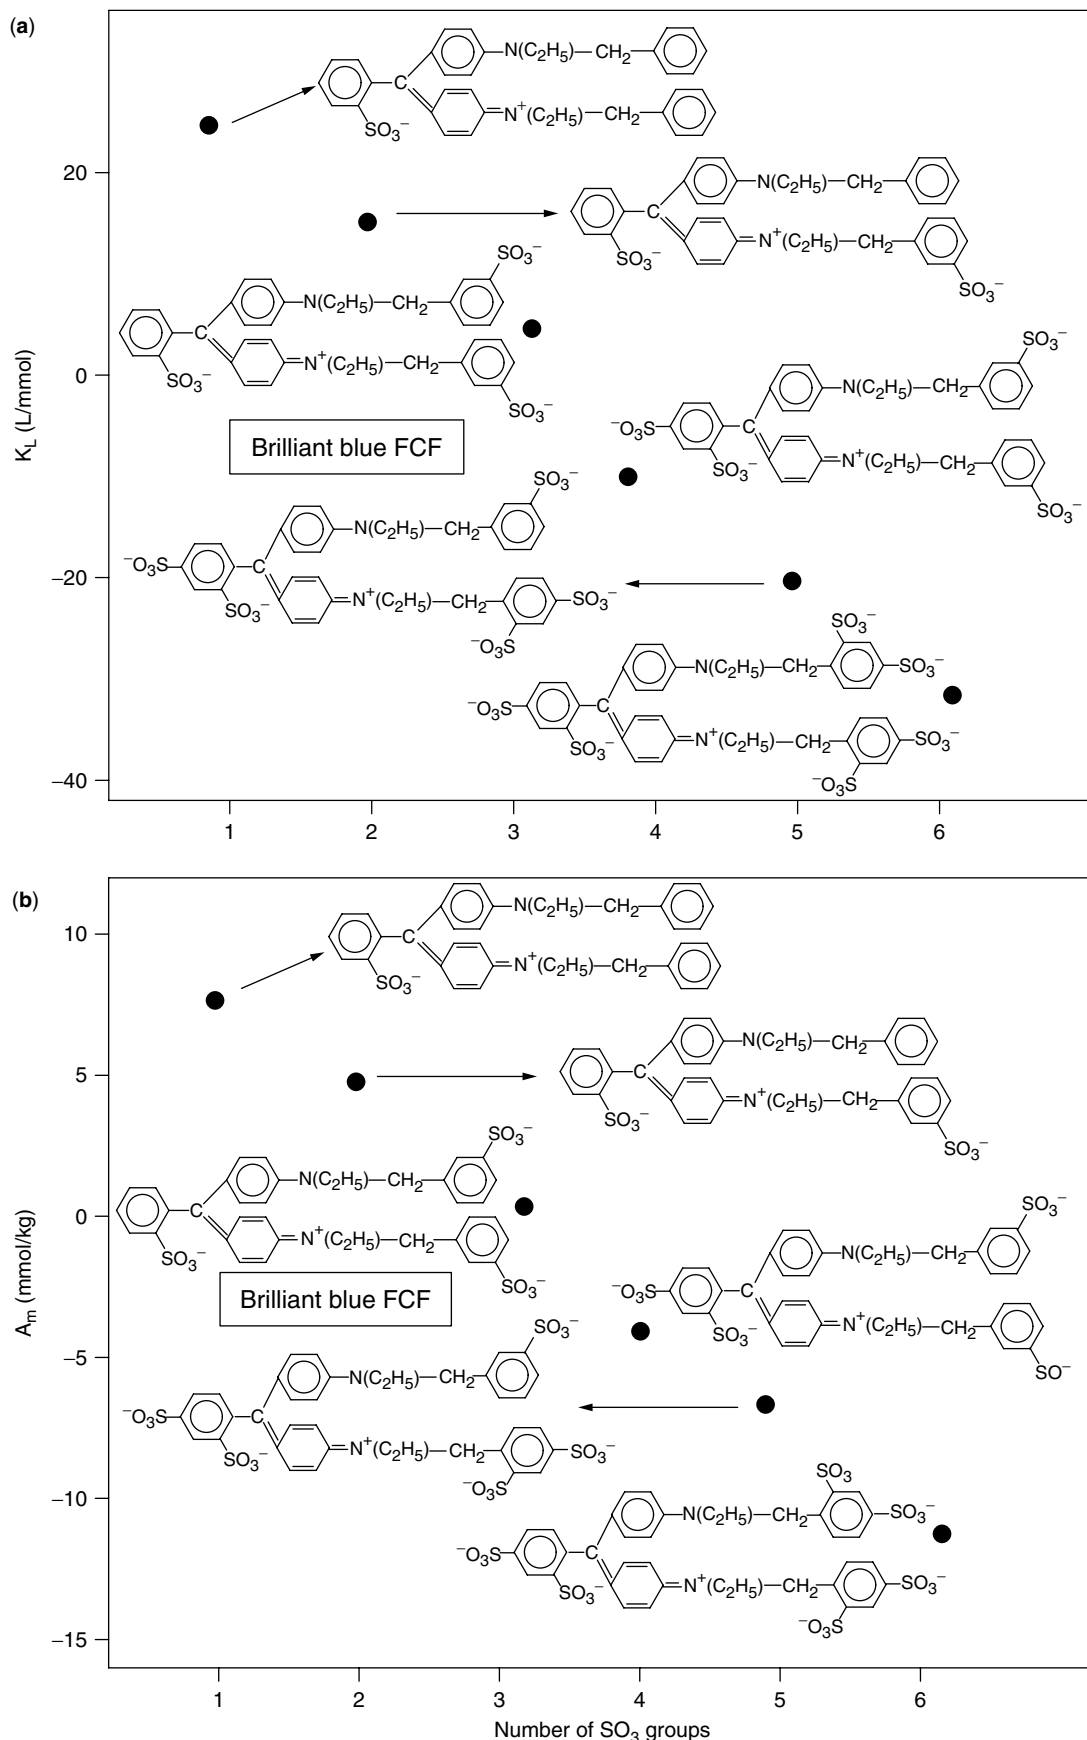 (a)
N(C2H5)—CH2
C
SO3−
N+(C2H5)—CH2
20
N(C2H5)—CH2
C
SO3−
N+(C2H5)—CH2
SO3−
SO3−
N(C2H5)—CH2
C
SO3−
N+(C2H5)—CH2
SO3−
0
KL (L/mmol)
SO3−
N(C2H5)—CH2
C
−O3S
SO3−
N+(C2H5)—CH2
SO3−
Brilliant blue FCF
SO3−
N(C2H5)—CH2
C
−O3S
SO3−
N+(C2H5)—CH2
SO3−
−O3S
−20
SO3−
N(C2H5)—CH2
SO3−
C
−O3S
SO3−
N+(C2H5)—CH2
SO3−
−O3S
−40
1 2 3 4 5 6
(b)
N(C2H5)—CH2
C
SO3−
N+(C2H5)—CH2
10
N(C2H5)—CH2
C
SO3−
N+(C2H5)—CH2
SO3−
5
SO3−
N(C2H5)—CH2
C
SO3−
N+(C2H5)—CH2
SO3−
0
Am (mmol/kg)
SO3−
N(C2H5)—CH2
C
−O3S
SO3−
N+(C2H5)—CH2
SO−
Brilliant blue FCF
−5
SO3−
N(C2H5)—CH2
C
−O3S
SO3−
N+(C2H5)—CH2
SO3−
−O3S
−10
SO3
N(C2H5)—CH2
SO3−
C
−O3S
SO3−
N+(C2H5)—CH2
SO3−
−O3S
−15
1 2 3 4 5 6
Number of SO3 groups